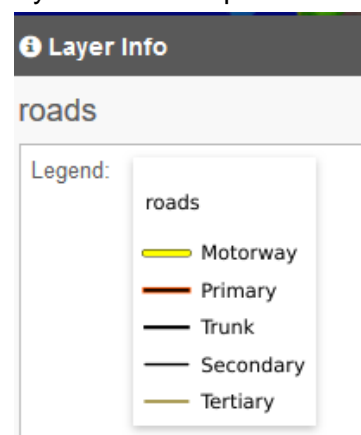 Layer Info
roads
Legend:
roads
Motorway
Primary
Trunk
Secondary
Tertiary